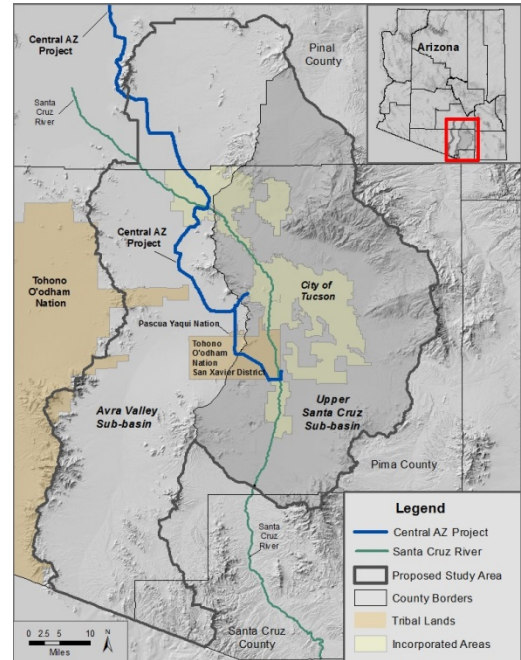 Central AZ
Project
Pinal
County
Arizona
Santa
Cruz
River
Central AZ
Project
Tohono
O'odham
Nation
City of
Tucson
Pascua Yaqui Nation
Tohono
O'odham
Nation
San Xavier District
Avra Valley
Sub-basin
Upper
Santa Cruz
Sub-basin
Pima County
Santa
Cruz
River
Santa Cruz
County
Legend
Central AZ Project
Santa Cruz River
Proposed Study Area
County Borders
Tribal Lands
Incorporated Areas
0 2.5 5 10
Miles
N